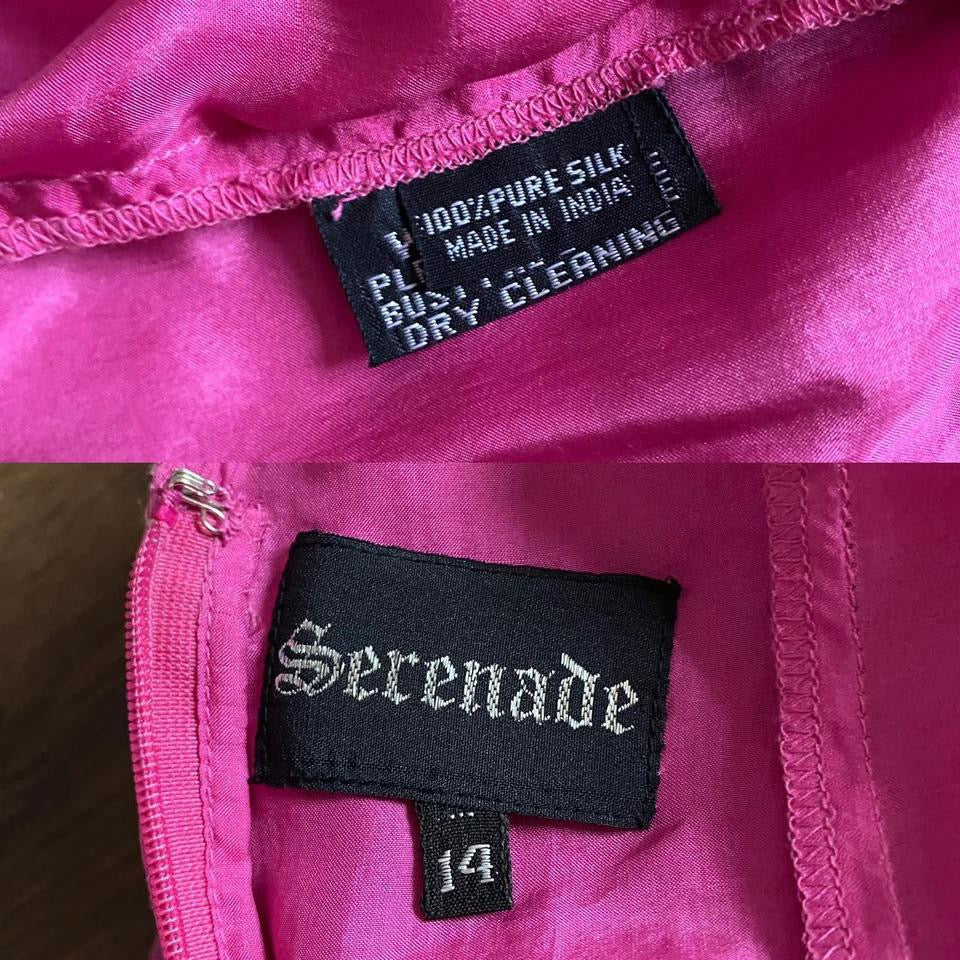 100% PURE SILK
MADE IN INDIA
DRY CLEANING
Serenade
14